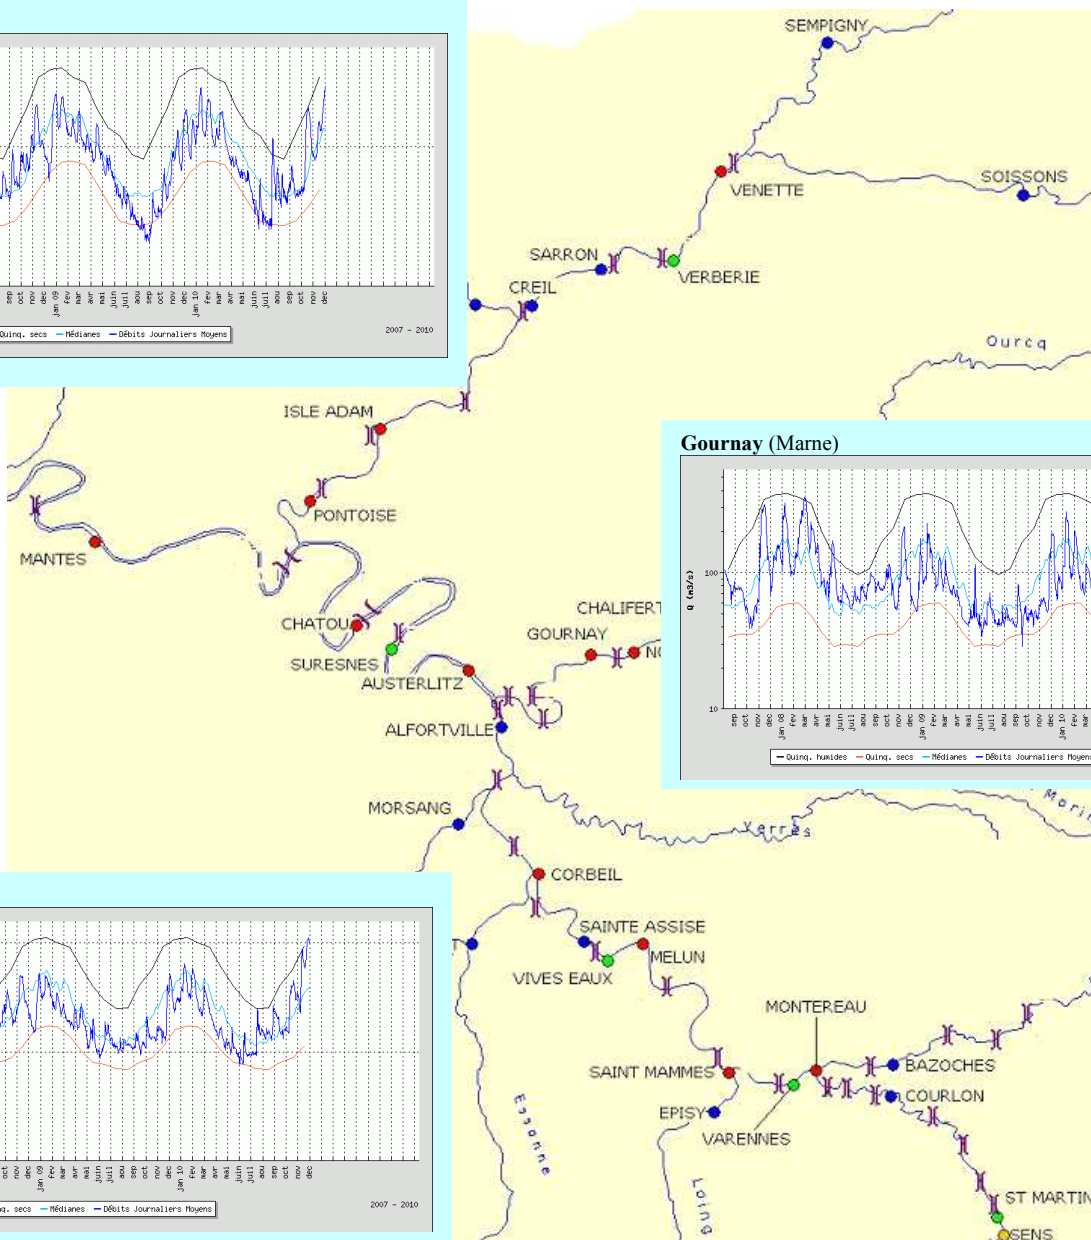 SEMPIGNY
SOISSONS
VENETTE
SARRON
VERBERIE
CREIL
sep oct nov dec jan 09 fev mar avr mai juin juil aou sep oct nov dec jan 10 fev mar avr mai juin juil aou sep oct nov dec
Quinq. secs Médianes Débits Journaliers Moyens
2007 - 2010
Ourcq
ISLE ADAM
PONTOISE
MANTES
Gournay (Marne)
Q (m3/s)
100
10
sep oct nov dec jan 08 fev mar avr mai juin juil aou sep oct nov dec jan 09 fev mar avr mai juin juil aou sep oct nov dec jan 10 fev mar
Quinq. humides Quinq. secs Médianes Débits Journaliers Moyens
CHALIFERT
CHATOU
GOURNAY
NO
SURESNES
AUSTERLITZ
ALFORTVILLE
MORSANG
Yerres
Morin
CORBEIL
SAINTE ASSISE
T
MELUN
VIVES EAUX
MONTEREAU
BAZOCHES
SAINT MAMMES
COURLON
EPISY
VARENNES
Essonne
Loing
ST MARTIN
SENS
oct nov dec jan 09 fev mar avr mai juin juil aou sep oct nov dec jan 10 fev mar avr mai juin juil aou sep oct nov dec
nq. secs Médianes Débits Journaliers Moyens
2007 - 2010